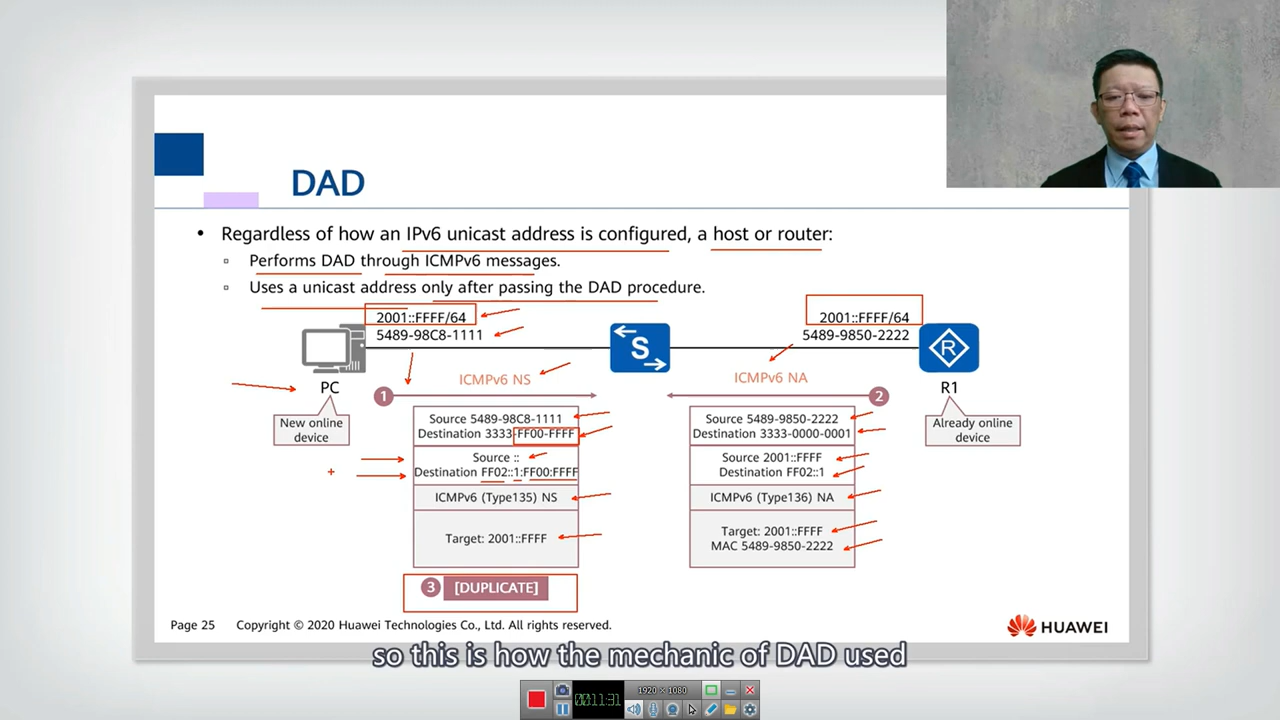 DAD
• Regardless of how an IPv6 unicast address is configured, a host or router:
▫ Performs DAD through ICMPv6 messages.
▫ Uses a unicast address only after passing the DAD procedure.
2001::FFFF/64
5489-98C8-1111
2001::FFFF/64
5489-9850-2222
S
R
PC
R1
New online
device
Already online
device
ICMPv6 NS
1
Source 5489-98C8-1111
Destination 3333-FF00-FFFF
Source ::
Destination FF02::1:FF00:FFFF
ICMPv6 (Type135) NS
Target: 2001::FFFF
ICMPv6 NA
2
Source 5489-9850-2222
Destination 3333-0000-0001
Source 2001::FFFF
Destination FF02::1
ICMPv6 (Type136) NA
Target: 2001::FFFF
MAC 5489-9850-2222
3 [DUPLICATE]
Page 25 Copyright © 2020 Huawei Technologies Co., Ltd. All rights reserved.
HUAWEI
so this is how the mechanic of DAD used
00:11:31
1920 × 1080